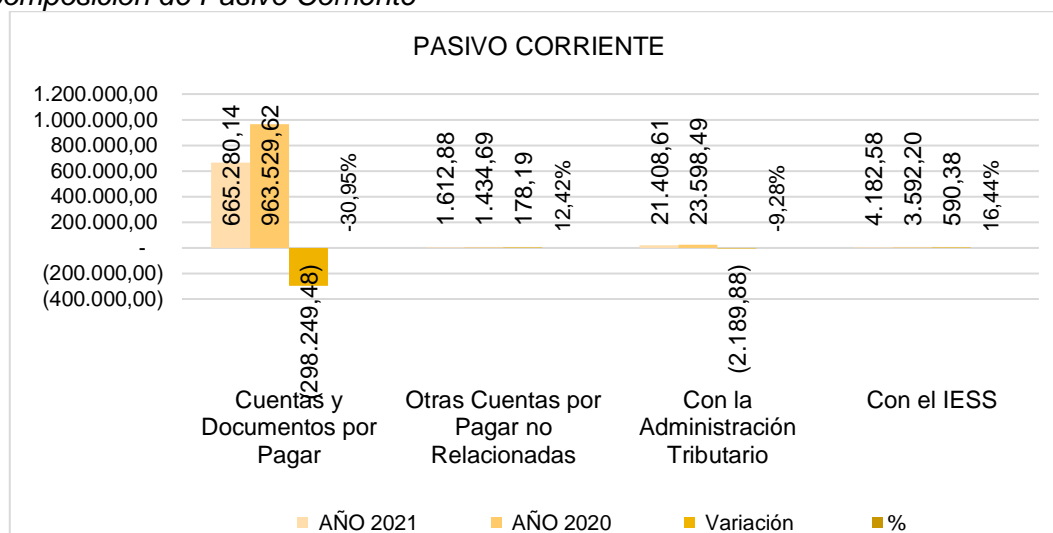 Composición de Pasivo Corriente
PASIVO CORRIENTE
1.200.000,00
1.000.000,00
800.000,00
600.000,00
400.000,00
200.000,00
-
(200.000,00)
(400.000,00)
665.280,14
963.529,62
(298.249,48)
-30,95%
1.612,88
1.434,69
178,19
12,42%
21.408,61
23.598,49
(2.189,88)
-9,28%
4.182,58
3.592,20
590,38
16,44%
Cuentas y
Documentos por
Pagar
Otras Cuentas por
Pagar no
Relacionadas
Con la
Administración
Tributario
Con el IESS
AÑO 2021
AÑO 2020
Variación
%